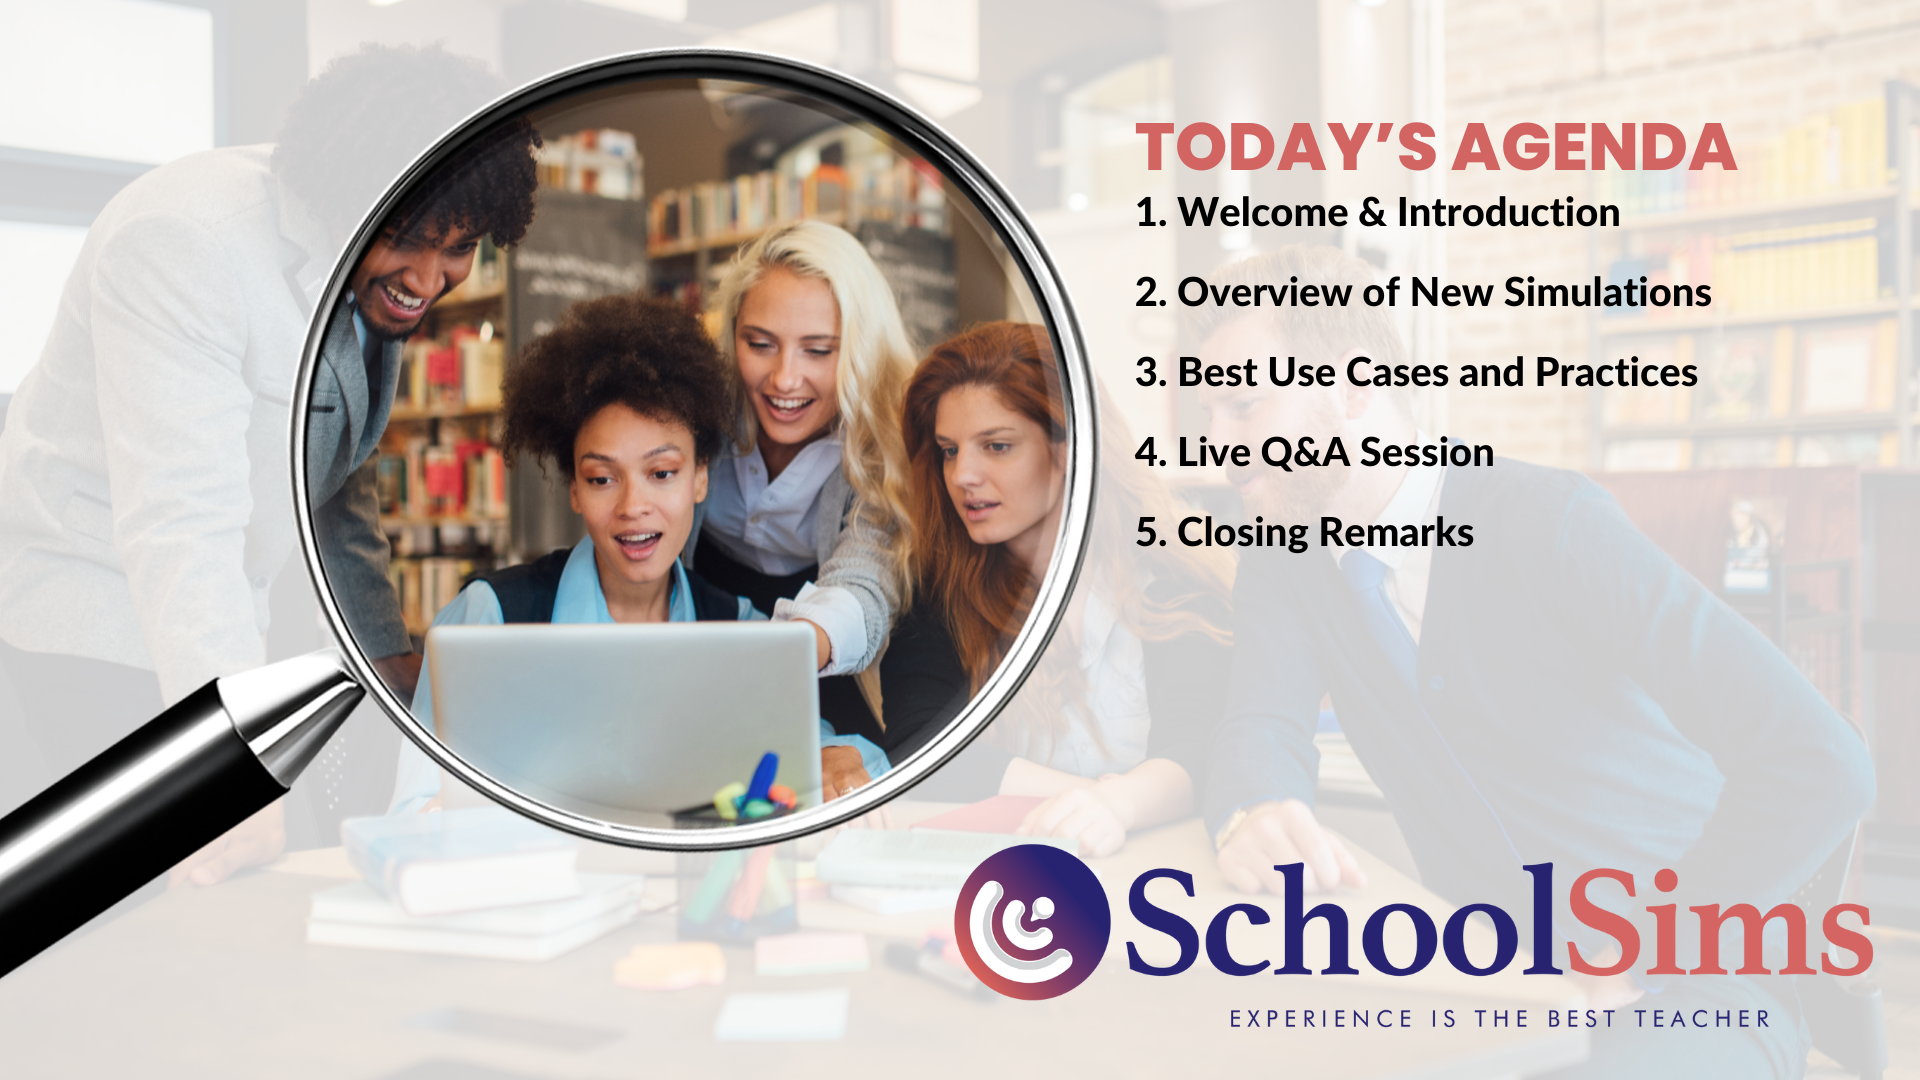 TODAY’S AGENDA
1. Welcome & Introduction
2. Overview of New Simulations
3. Best Use Cases and Practices
4. Live Q&A Session
5. Closing Remarks
SchoolSims
EXPERIENCE IS THE BEST TEACHER